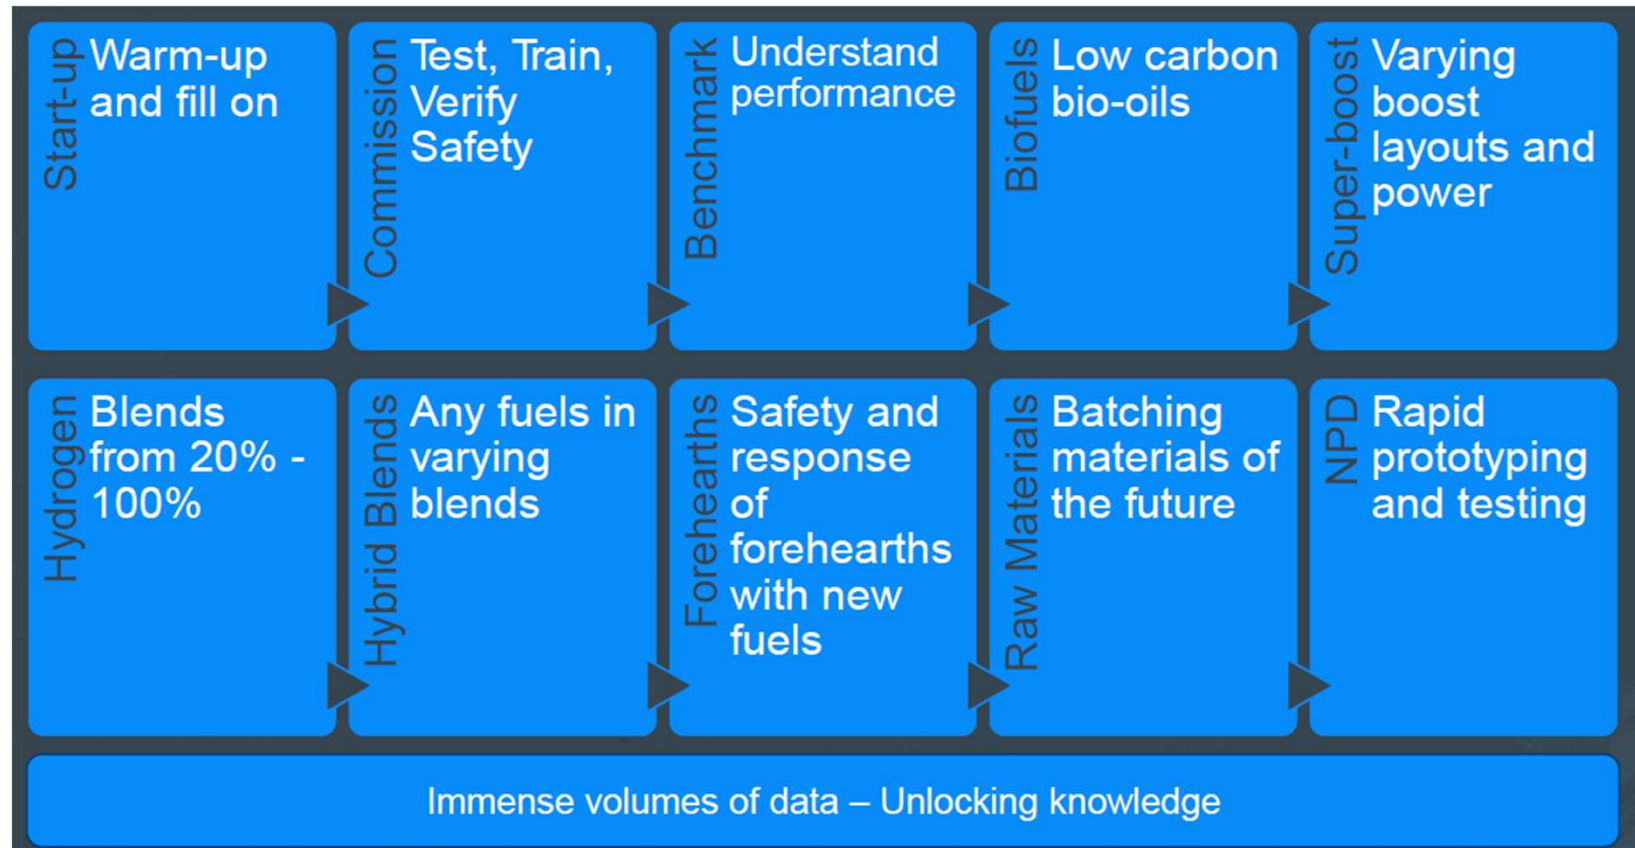 Start-up
Warm-up
and fill on
Commission
Test, Train,
Verify
Safety
Benchmark
Understand
performance
Biofuels
Low carbon
bio-oils
Super-boost
Varying
boost
layouts and
power
Hydrogen
Blends
from 20% -
100%
Hybrid Blends
Any fuels in
varying
blends
Forehearths
Safety and
response
of
forehearths
with new
fuels
Raw Materials
Batching
materials of
the future
NPD
Rapid
prototyping
and testing
Immense volumes of data – Unlocking knowledge